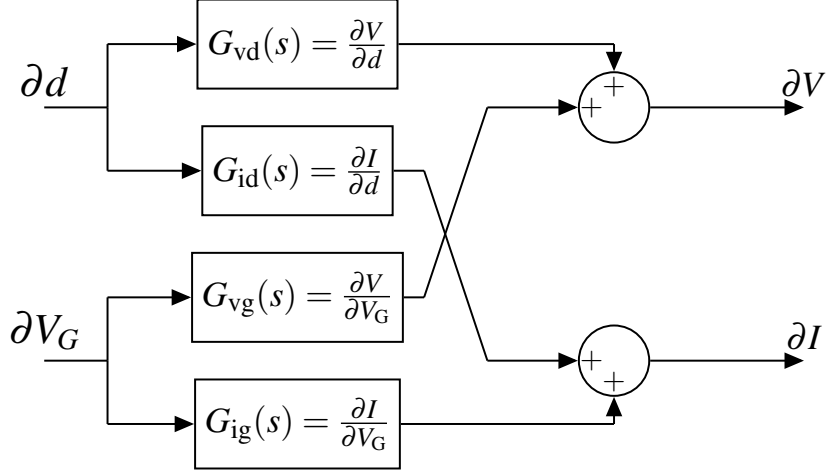 ∂d
G_vd(s) = ∂V/∂d
+
+
∂V
G_id(s) = ∂I/∂d
G_vg(s) = ∂V/∂V_G
∂V_G
+
+
∂I
G_ig(s) = ∂I/∂V_G